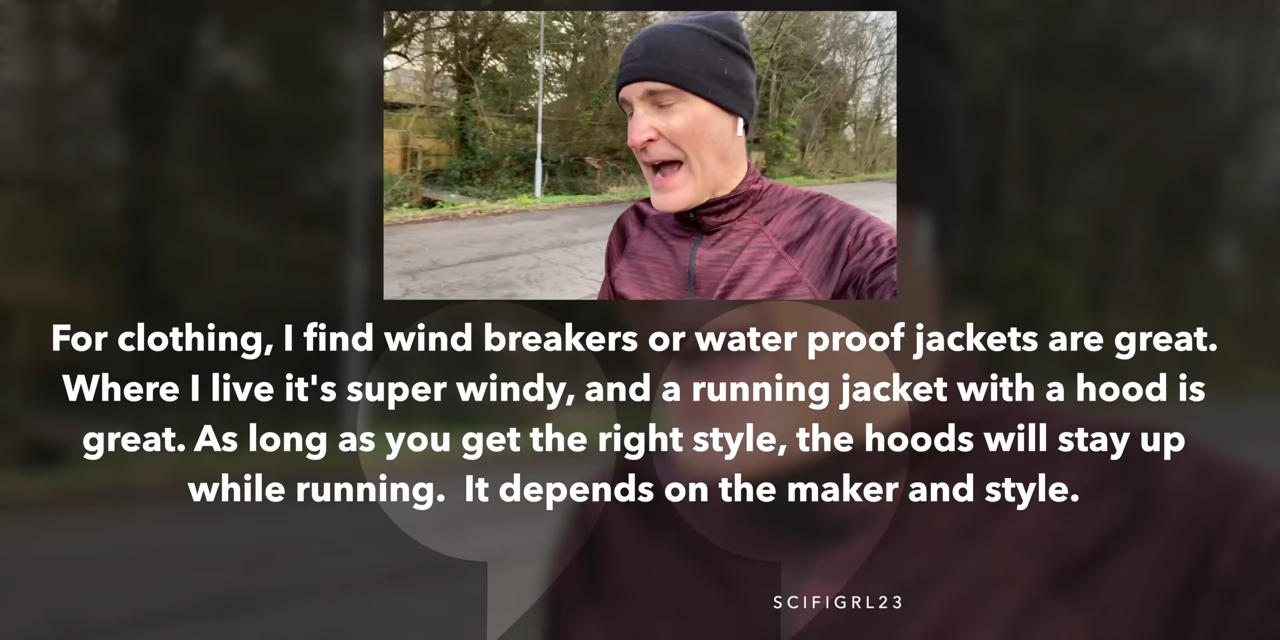 For clothing, I find wind breakers or water proof jackets are great.
Where I live it's super windy, and a running jacket with a hood is
great. As long as you get the right style, the hoods will stay up
while running.  It depends on the maker and style.
SCIFIGRL23